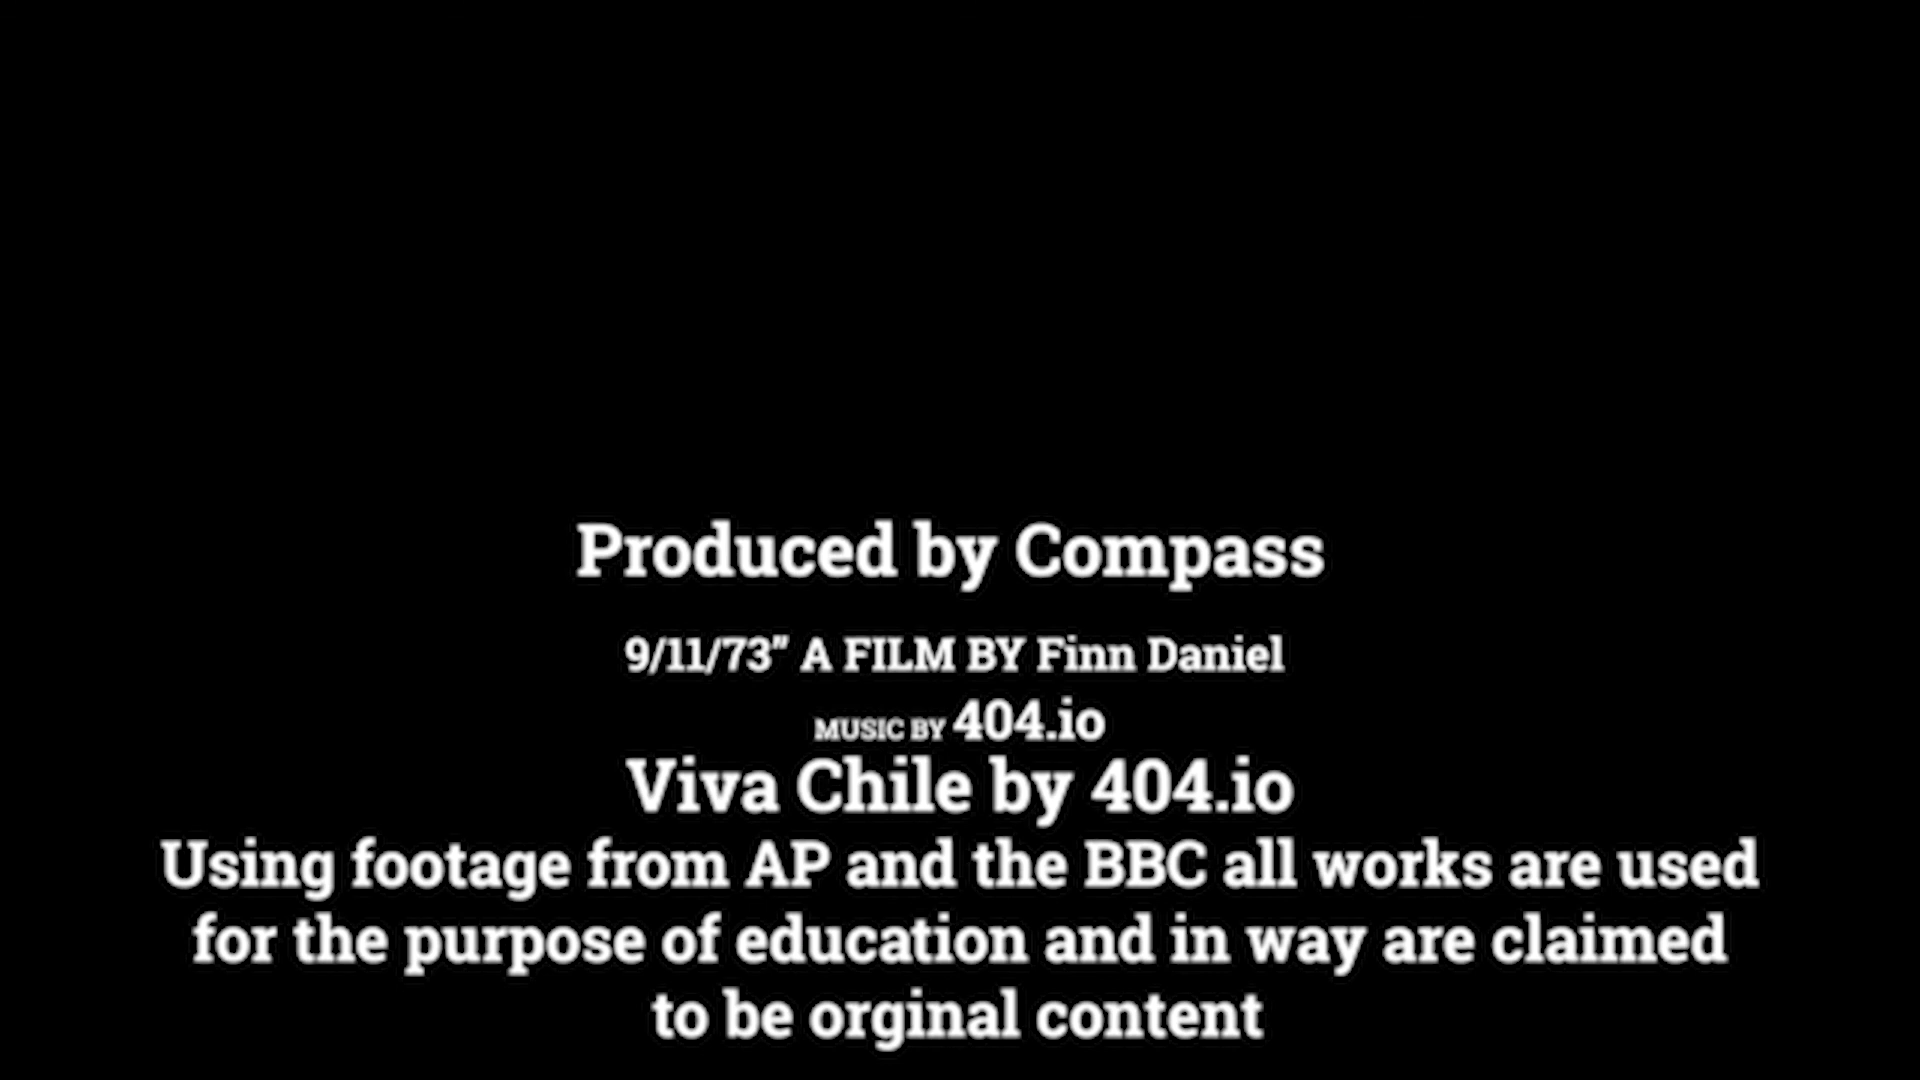 Produced by Compass
9/11/73” A FILM BY Finn Daniel
MUSIC BY 404.io
Viva Chile by 404.io
Using footage from AP and the BBC all works are used
for the purpose of education and in way are claimed
to be orginal content